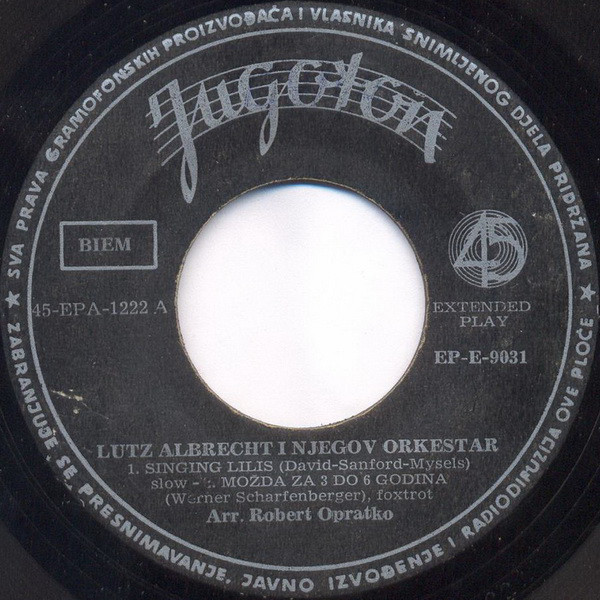 ★ SVA PRAVA GRAMOFONSKIH PROIZVOĐAČA I VLASNIKA SNIMLJENOG DJELA PRIDRŽANA ★
Jugoton
BIEM
45
45-EPA-1222 A
EXTENDED
PLAY
EP-E-9031
LUTZ ALBRECHT I NJEGOV ORKESTAR
1. SINGING LILIS (David-Sanford-Mysels)
slow - 2. MOŽDA ZA 3 DO 6 GODINA
(Werner Scharfenberger), foxtrot
Arr. Robert Opratko
ZABRANJUJE SE PRESNIMAVANJE, JAVNO IZVOĐENJE I RADIODIFUZIJA OVE PLOČE